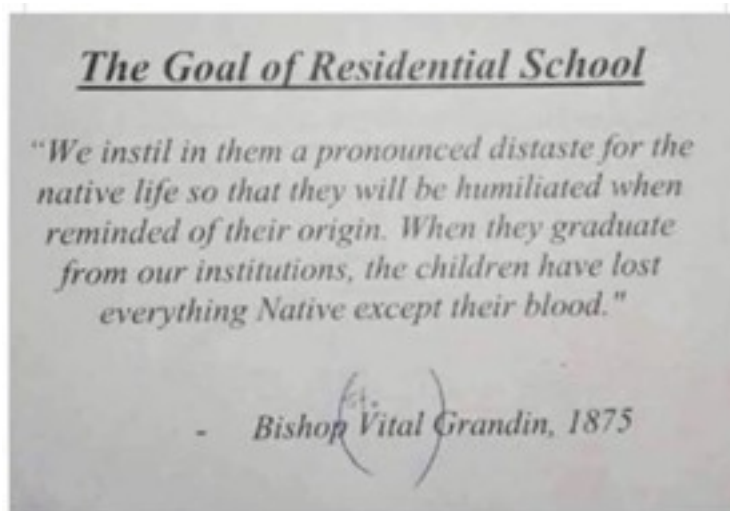 The Goal of Residential School
“We instil in them a pronounced distaste for the
native life so that they will be humiliated when
reminded of their origin. When they graduate
from our institutions, the children have lost
everything Native except their blood."
- Bishop Vital Grandin, 1875